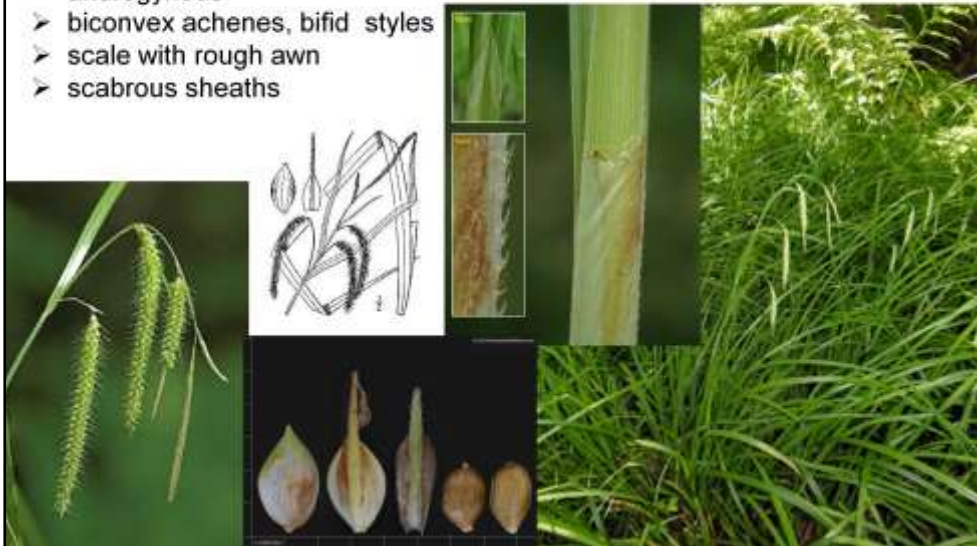 biconvex achenes, bifid styles
scale with rough awn
scabrous sheaths